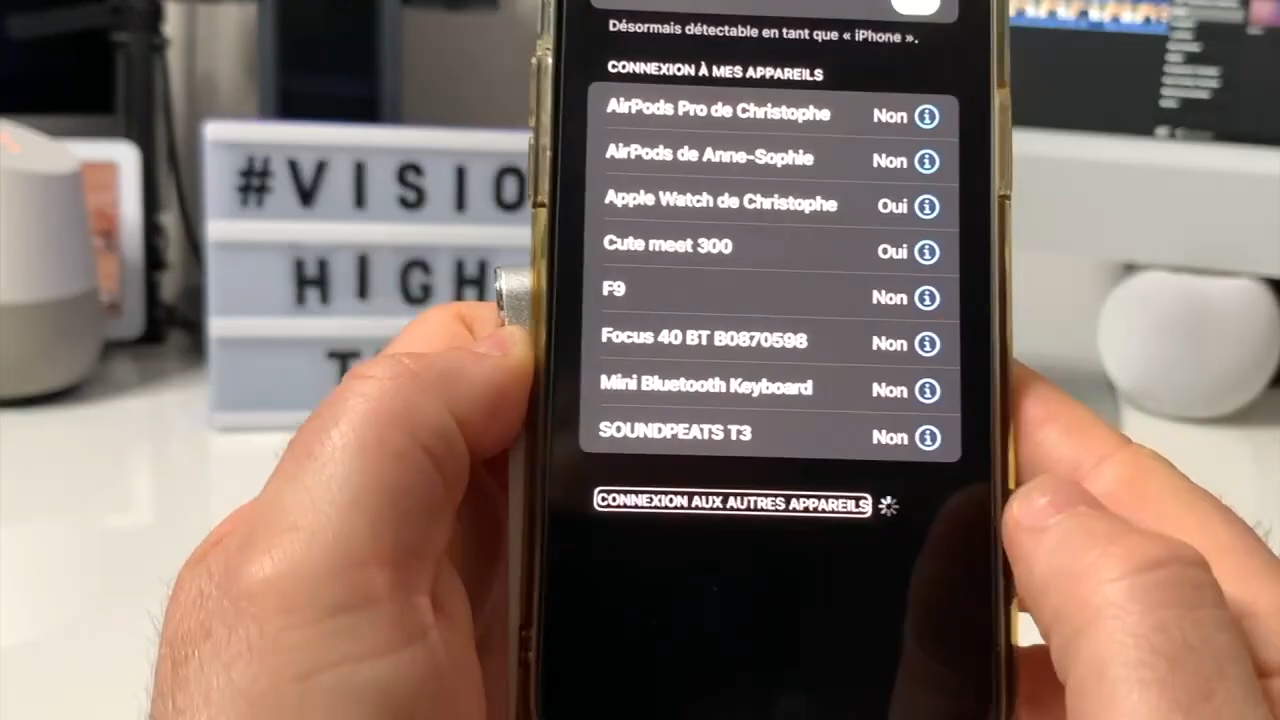 Désormais détectable en tant que « iPhone ».
CONNEXION À MES APPAREILS
AirPods Pro de Christophe Non
AirPods de Anne-Sophie Non
Apple Watch de Christophe Oui
Cute meet 300 Oui
F9 Non
Focus 40 BT B0870598 Non
Mini Bluetooth Keyboard Non
SOUNDPEATS T3 Non
CONNEXION AUX AUTRES APPAREILS
#VISIO
HIGH
T